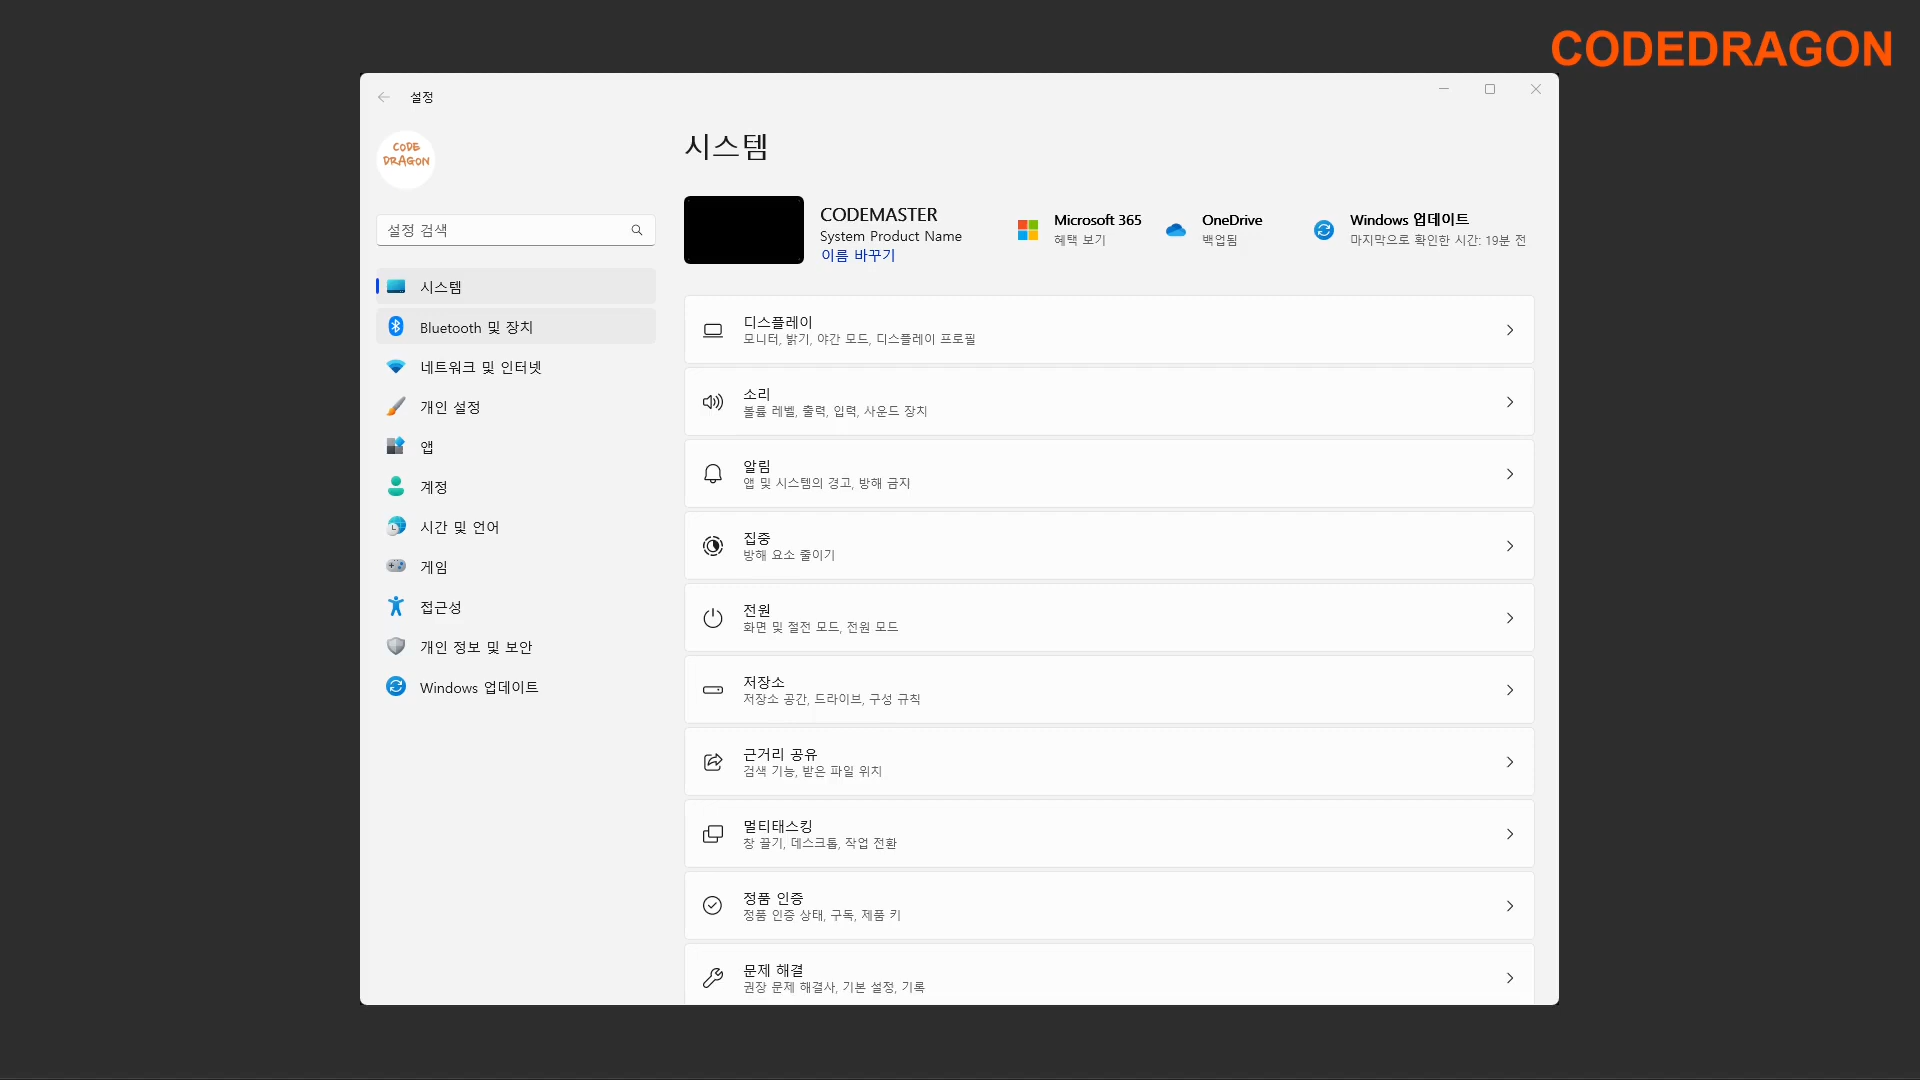 CODEDRAGON
설정
CODE
DRAGON
설정 검색
시스템
Bluetooth 및 장치
네트워크 및 인터넷
개인 설정
앱
계정
시간 및 언어
게임
접근성
개인 정보 및 보안
Windows 업데이트
시스템
CODEMASTER
System Product Name
이름 바꾸기
Microsoft 365
혜택 보기
OneDrive
백업됨
Windows 업데이트
마지막으로 확인한 시간: 19분 전
디스플레이
모니터, 밝기, 야간 모드, 디스플레이 프로필
소리
볼륨 레벨, 출력, 입력, 사운드 장치
알림
앱 및 시스템의 경고, 방해 금지
집중
방해 요소 줄이기
전원
화면 및 절전 모드, 전원 모드
저장소
저장소 공간, 드라이브, 구성 규칙
근거리 공유
검색 기능, 받은 파일 위치
멀티태스킹
창 끌기, 데스크톱, 작업 전환
정품 인증
정품 인증 상태, 구독, 제품 키
문제 해결
권장 문제 해결사, 기본 설정, 기록